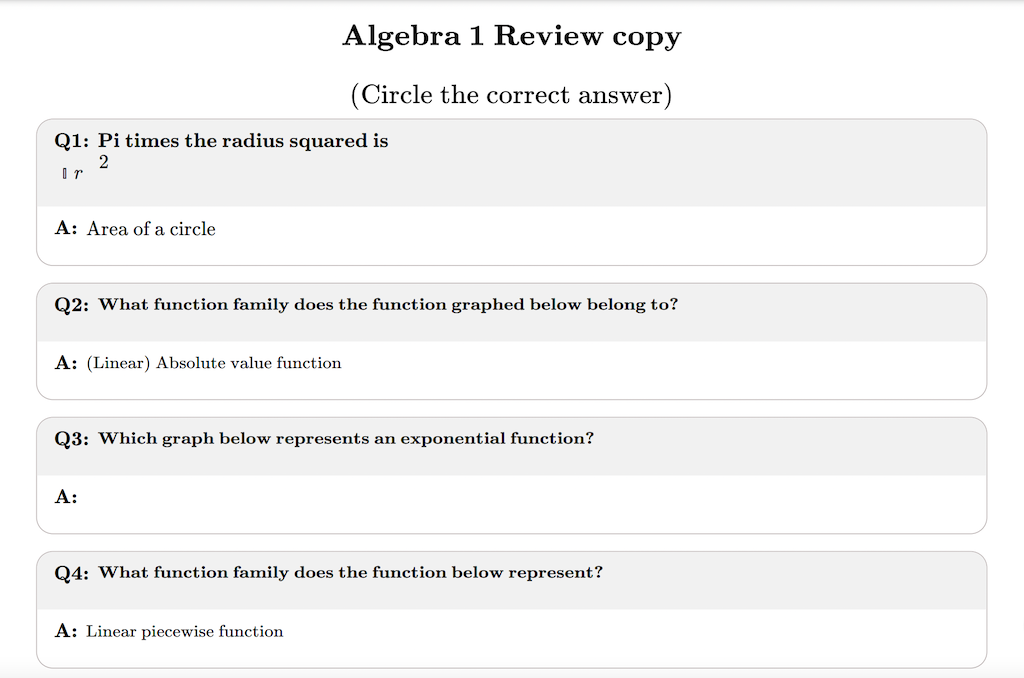 Algebra 1 Review copy
(Circle the correct answer)
Q1: Pi times the radius squared is
▯ r 2
A: Area of a circle
Q2: What function family does the function graphed below belong to?
A: (Linear) Absolute value function
Q3: Which graph below represents an exponential function?
A:
Q4: What function family does the function below represent?
A: Linear piecewise function